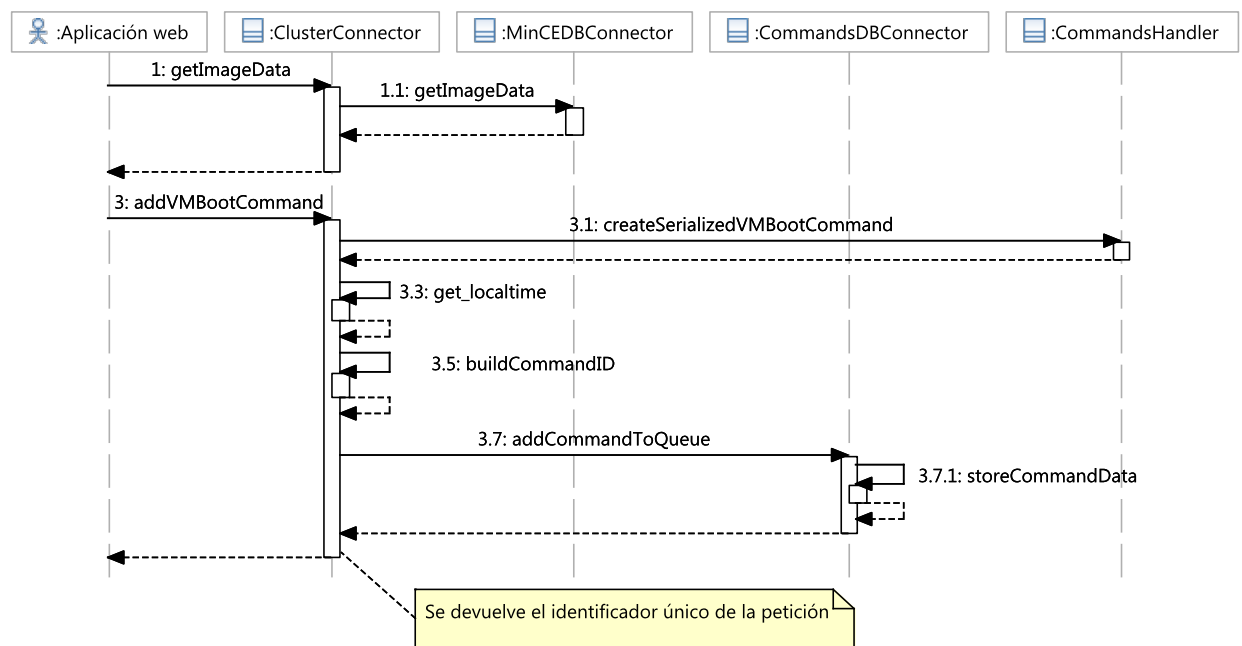 :Aplicación web
:ClusterConnector
:MinCEDBConnector
:CommandsDBConnector
:CommandsHandler
1: getImageData
1.1: getImageData
3: addVMBootCommand
3.1: createSerializedVMBootCommand
3.3: get_localtime
3.5: buildCommandID
3.7: addCommandToQueue
3.7.1: storeCommandData
Se devuelve el identificador único de la petición